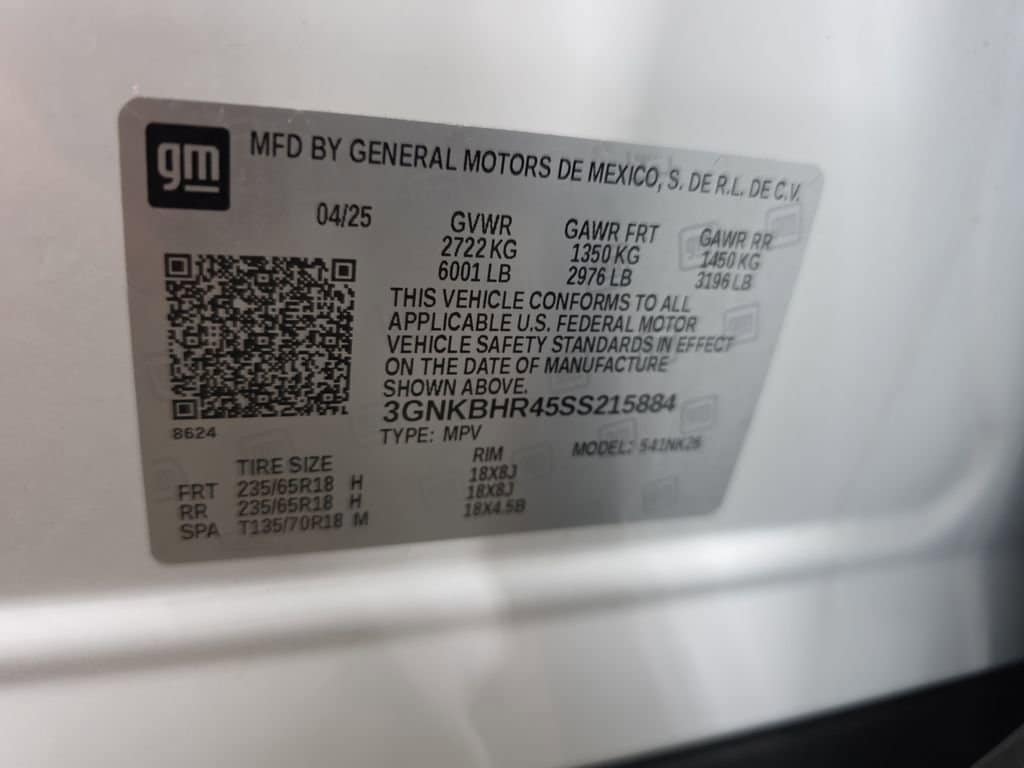 gm
MFD BY GENERAL MOTORS DE MEXICO, S. DE R.L. DE C.V.
04/25
GVWR GAWR FRT GAWR RR
2722 KG 1350 KG 1450 KG
6001 LB 2976 LB 3196 LB
THIS VEHICLE CONFORMS TO ALL
APPLICABLE U.S. FEDERAL MOTOR
VEHICLE SAFETY STANDARDS IN EFFECT
ON THE DATE OF MANUFACTURE
SHOWN ABOVE.
3GNKBHR45SS215884
8624
TYPE: MPV MODEL: 541NK26
TIRE SIZE RIM
FRT 235/65R18 H 18X8J
RR 235/65R18 H 18X8J
SPA T135/70R18 M 18X4.5B